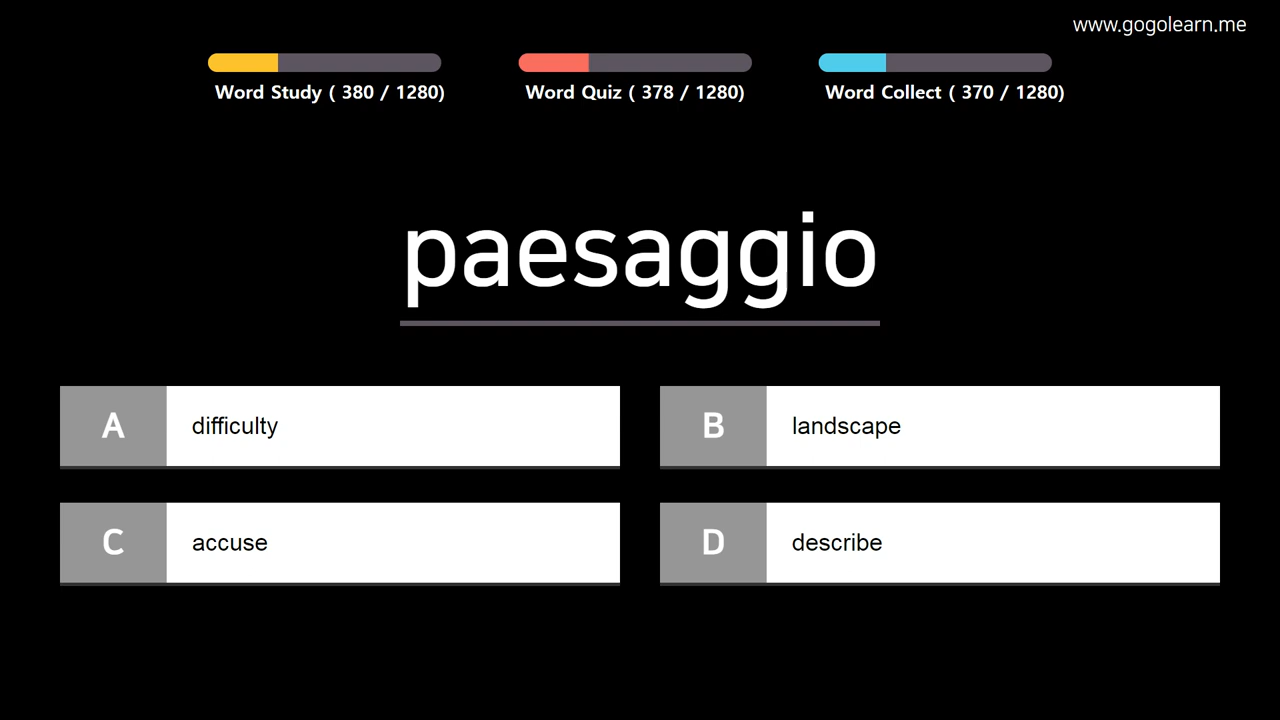 www.gogolearn.me
Word Study ( 380 / 1280)
Word Quiz ( 378 / 1280)
Word Collect ( 370 / 1280)
paesaggio
A difficulty
B landscape
C accuse
D describe